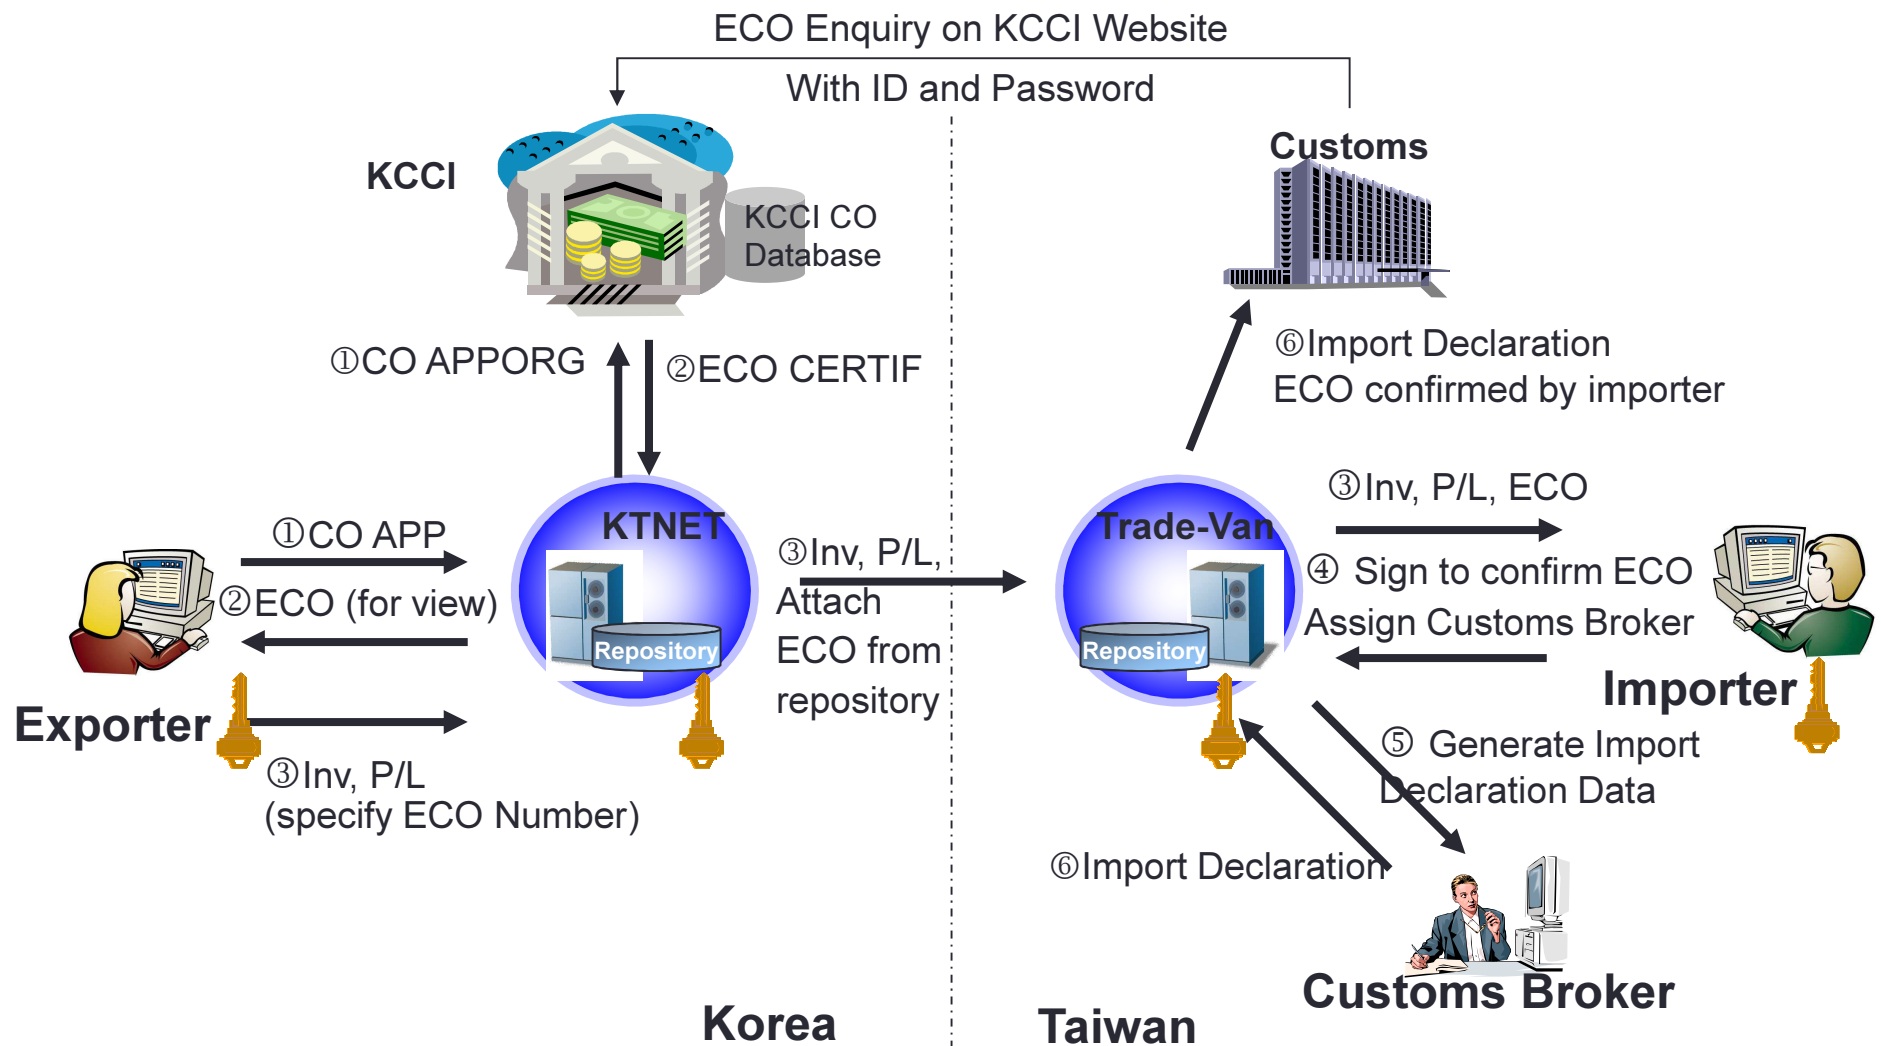 ECO Enquiry on KCCI Website
With ID and Password
KCCI
KCCI CO
Database
Customs
①CO APPORG
②ECO CERTIF
⑥Import Declaration
ECO confirmed by importer
KTNET
Repository
Trade-Van
Repository
①CO APP
②ECO (for view)
Exporter
③Inv, P/L
(specify ECO Number)
③Inv, P/L,
Attach
ECO from
repository
③Inv, P/L, ECO
④ Sign to confirm ECO
Assign Customs Broker
Importer
⑤ Generate Import
Declaration Data
⑥Import Declaration
Customs Broker
Korea
Taiwan